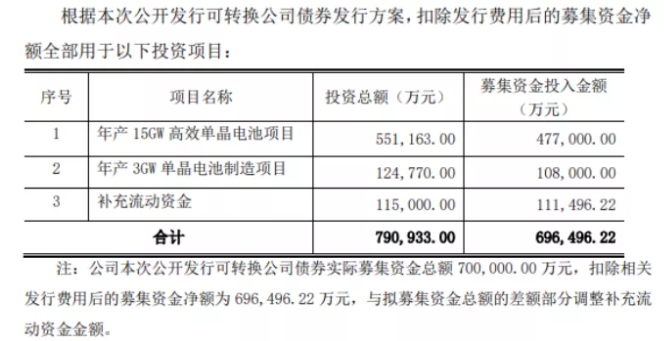 根据本次公开发行可转换公司债券发行方案，扣除发行费用后的募集资金净
额全部用于以下投资项目：
序号 项目名称 投资总额（万元） 募集资金投入金额
（万元）
1 年产 15GW 高效单晶电池项目 551,163.00 477,000.00
2 年产 3GW 单晶电池制造项目 124,770.00 108,000.00
3 补充流动资金 115,000.00 111,496.22
合计 790,933.00 696,496.22
注：公司本次公开发行可转换公司债券实际募集资金总额 700,000.00 万元，扣除相关
发行费用后的募集资金净额为 696,496.22 万元，与拟募集资金总额的差额部分调整补充流
动资金金额。